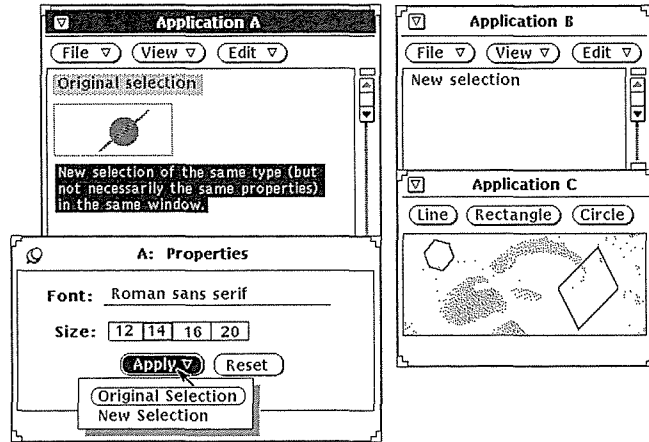 Application A
File View Edit
Original selection
New selection of the same type (but
not necessarily the same properties)
in the same window.
A: Properties
Font: Roman sans serif
Size: 12 14 16 20
Apply Reset
Original Selection
New Selection
Application B
File View Edit
New selection
Application C
Line Rectangle Circle